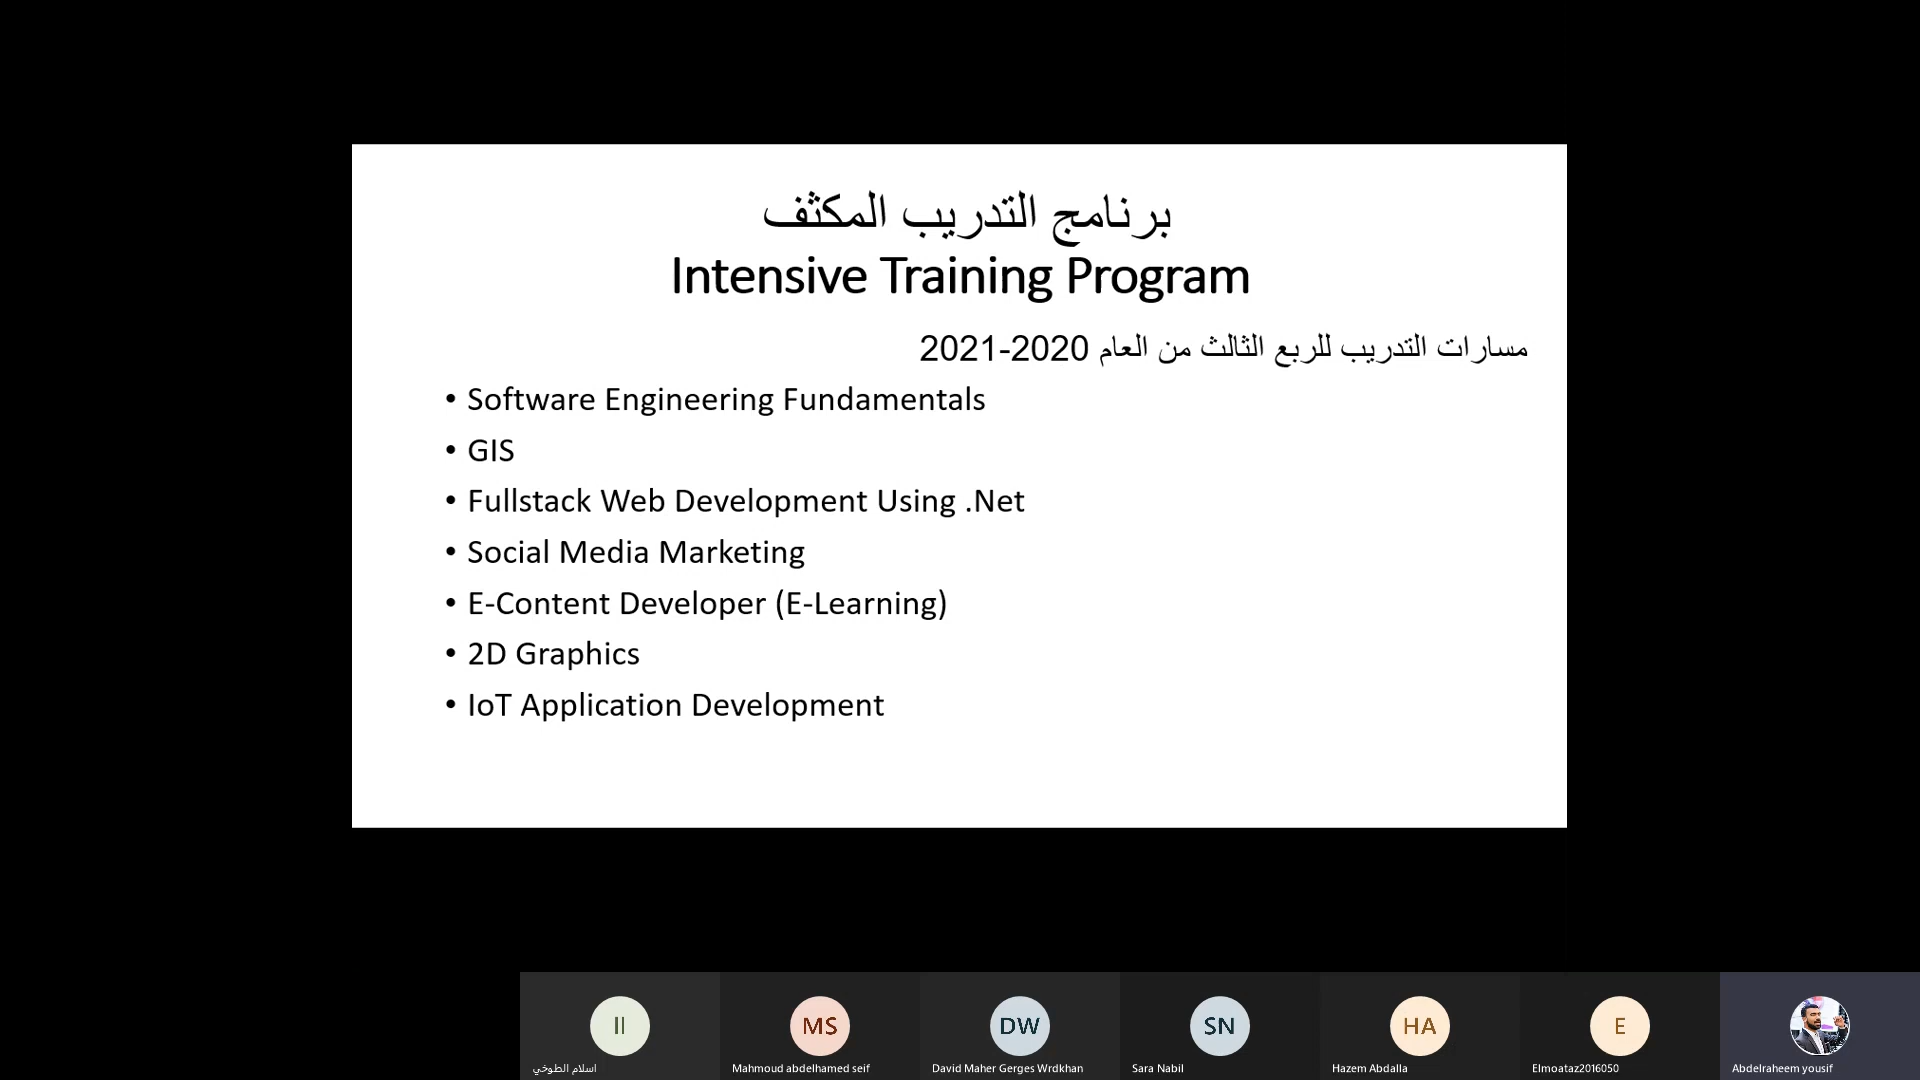 برنامج التدريب المكثف
Intensive Training Program
مسارات التدريب للربع الثالث من العام 2020-2021
• Software Engineering Fundamentals
• GIS
• Fullstack Web Development Using .Net
• Social Media Marketing
• E-Content Developer (E-Learning)
• 2D Graphics
• IoT Application Development
اا
MS
DW
SN
HA
E
اسلام الطوخي
Mahmoud abdelhamed seif
David Maher Gerges Wrdkhan
Sara Nabil
Hazem Abdalla
Elmoataz2016050
Abdelraheem yousif